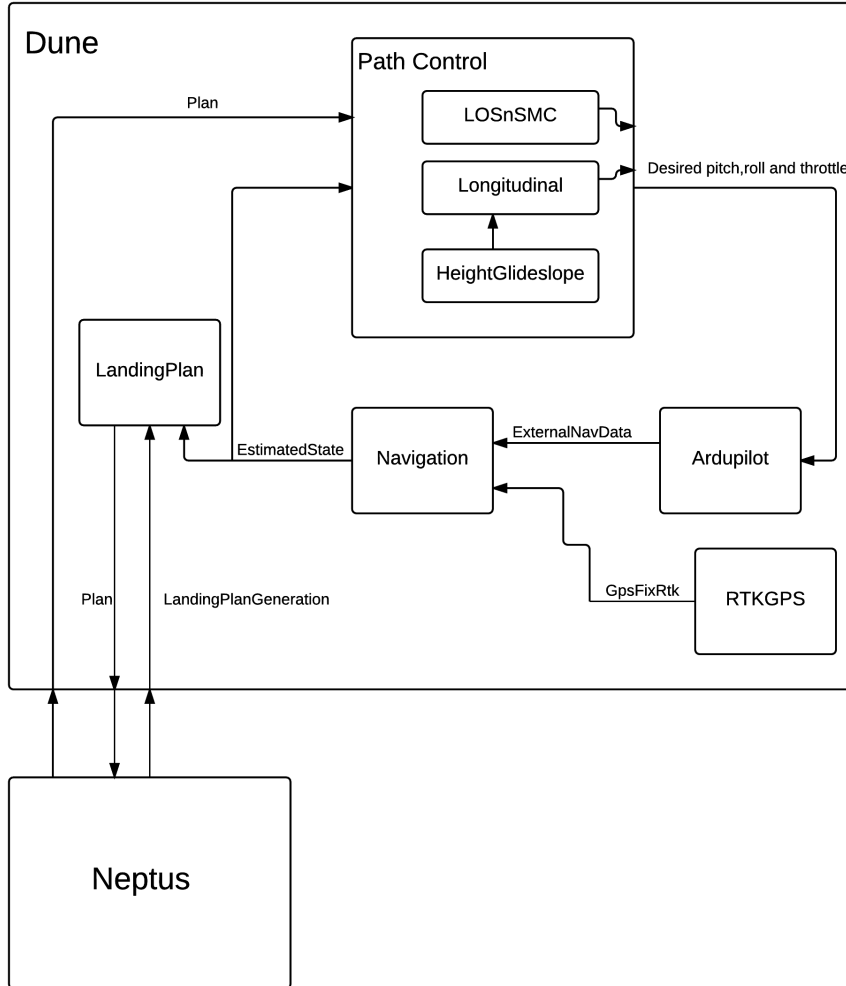 Dune
Path Control
Plan
LOSnSMC
Desired pitch,roll and throttle
Longitudinal
HeightGlideslope
LandingPlan
ExternalNavData
EstimatedState
Navigation
Ardupilot
GpsFixRtk
RTKGPS
Plan
LandingPlanGeneration
Neptus